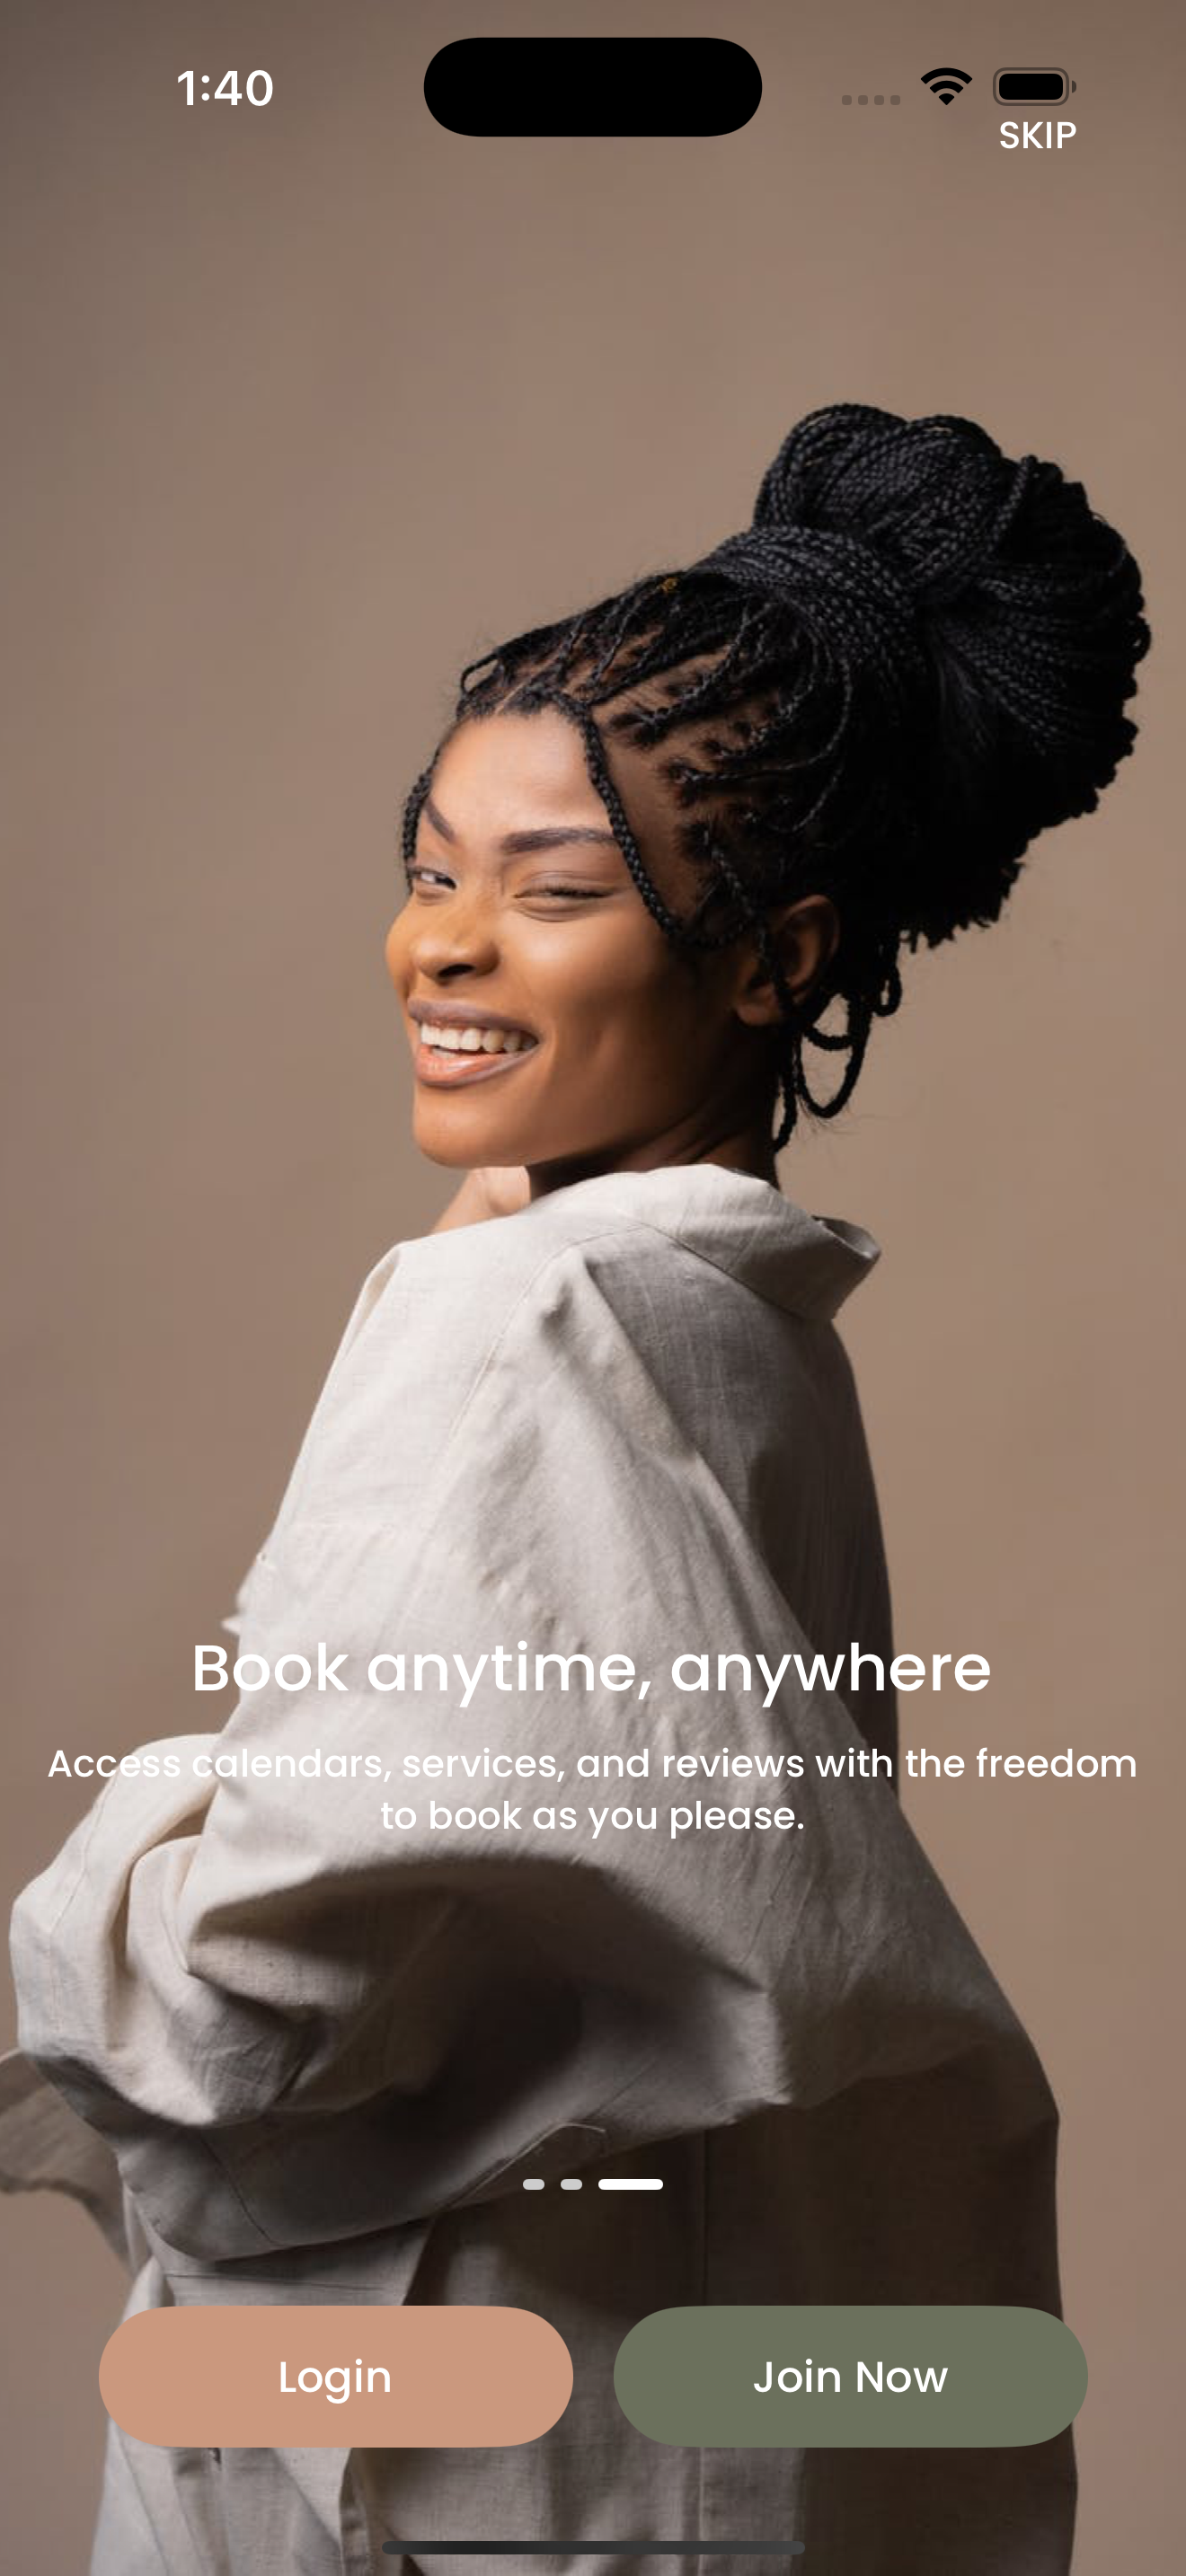 1:40
SKIP
Book anytime, anywhere
Access calendars, services, and reviews with the freedom
to book as you please.
Login
Join Now